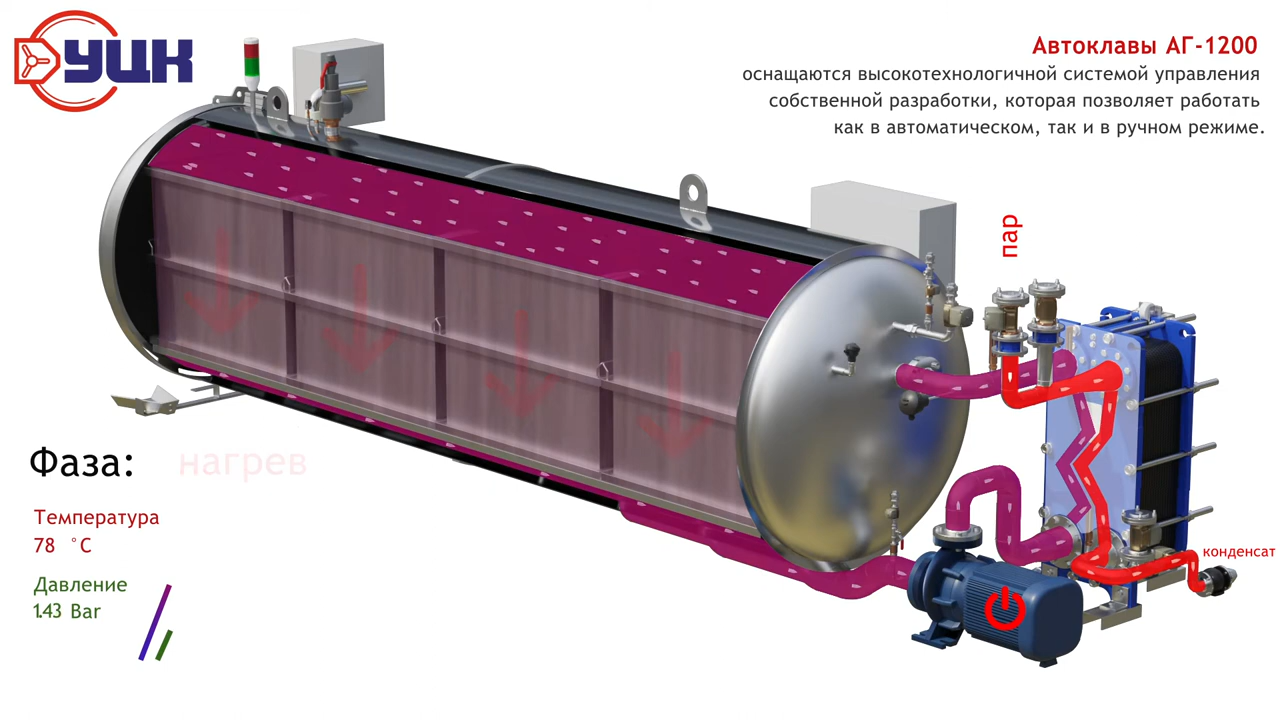 УЦК
Автоклавы АГ-1200
оснащаются высокотехнологичной системой управления
собственной разработки, которая позволяет работать
как в автоматическом, так и в ручном режиме.
пар
Фаза: нагрев
Температура
78 °C
Давление
1.43 Bar
конденсат